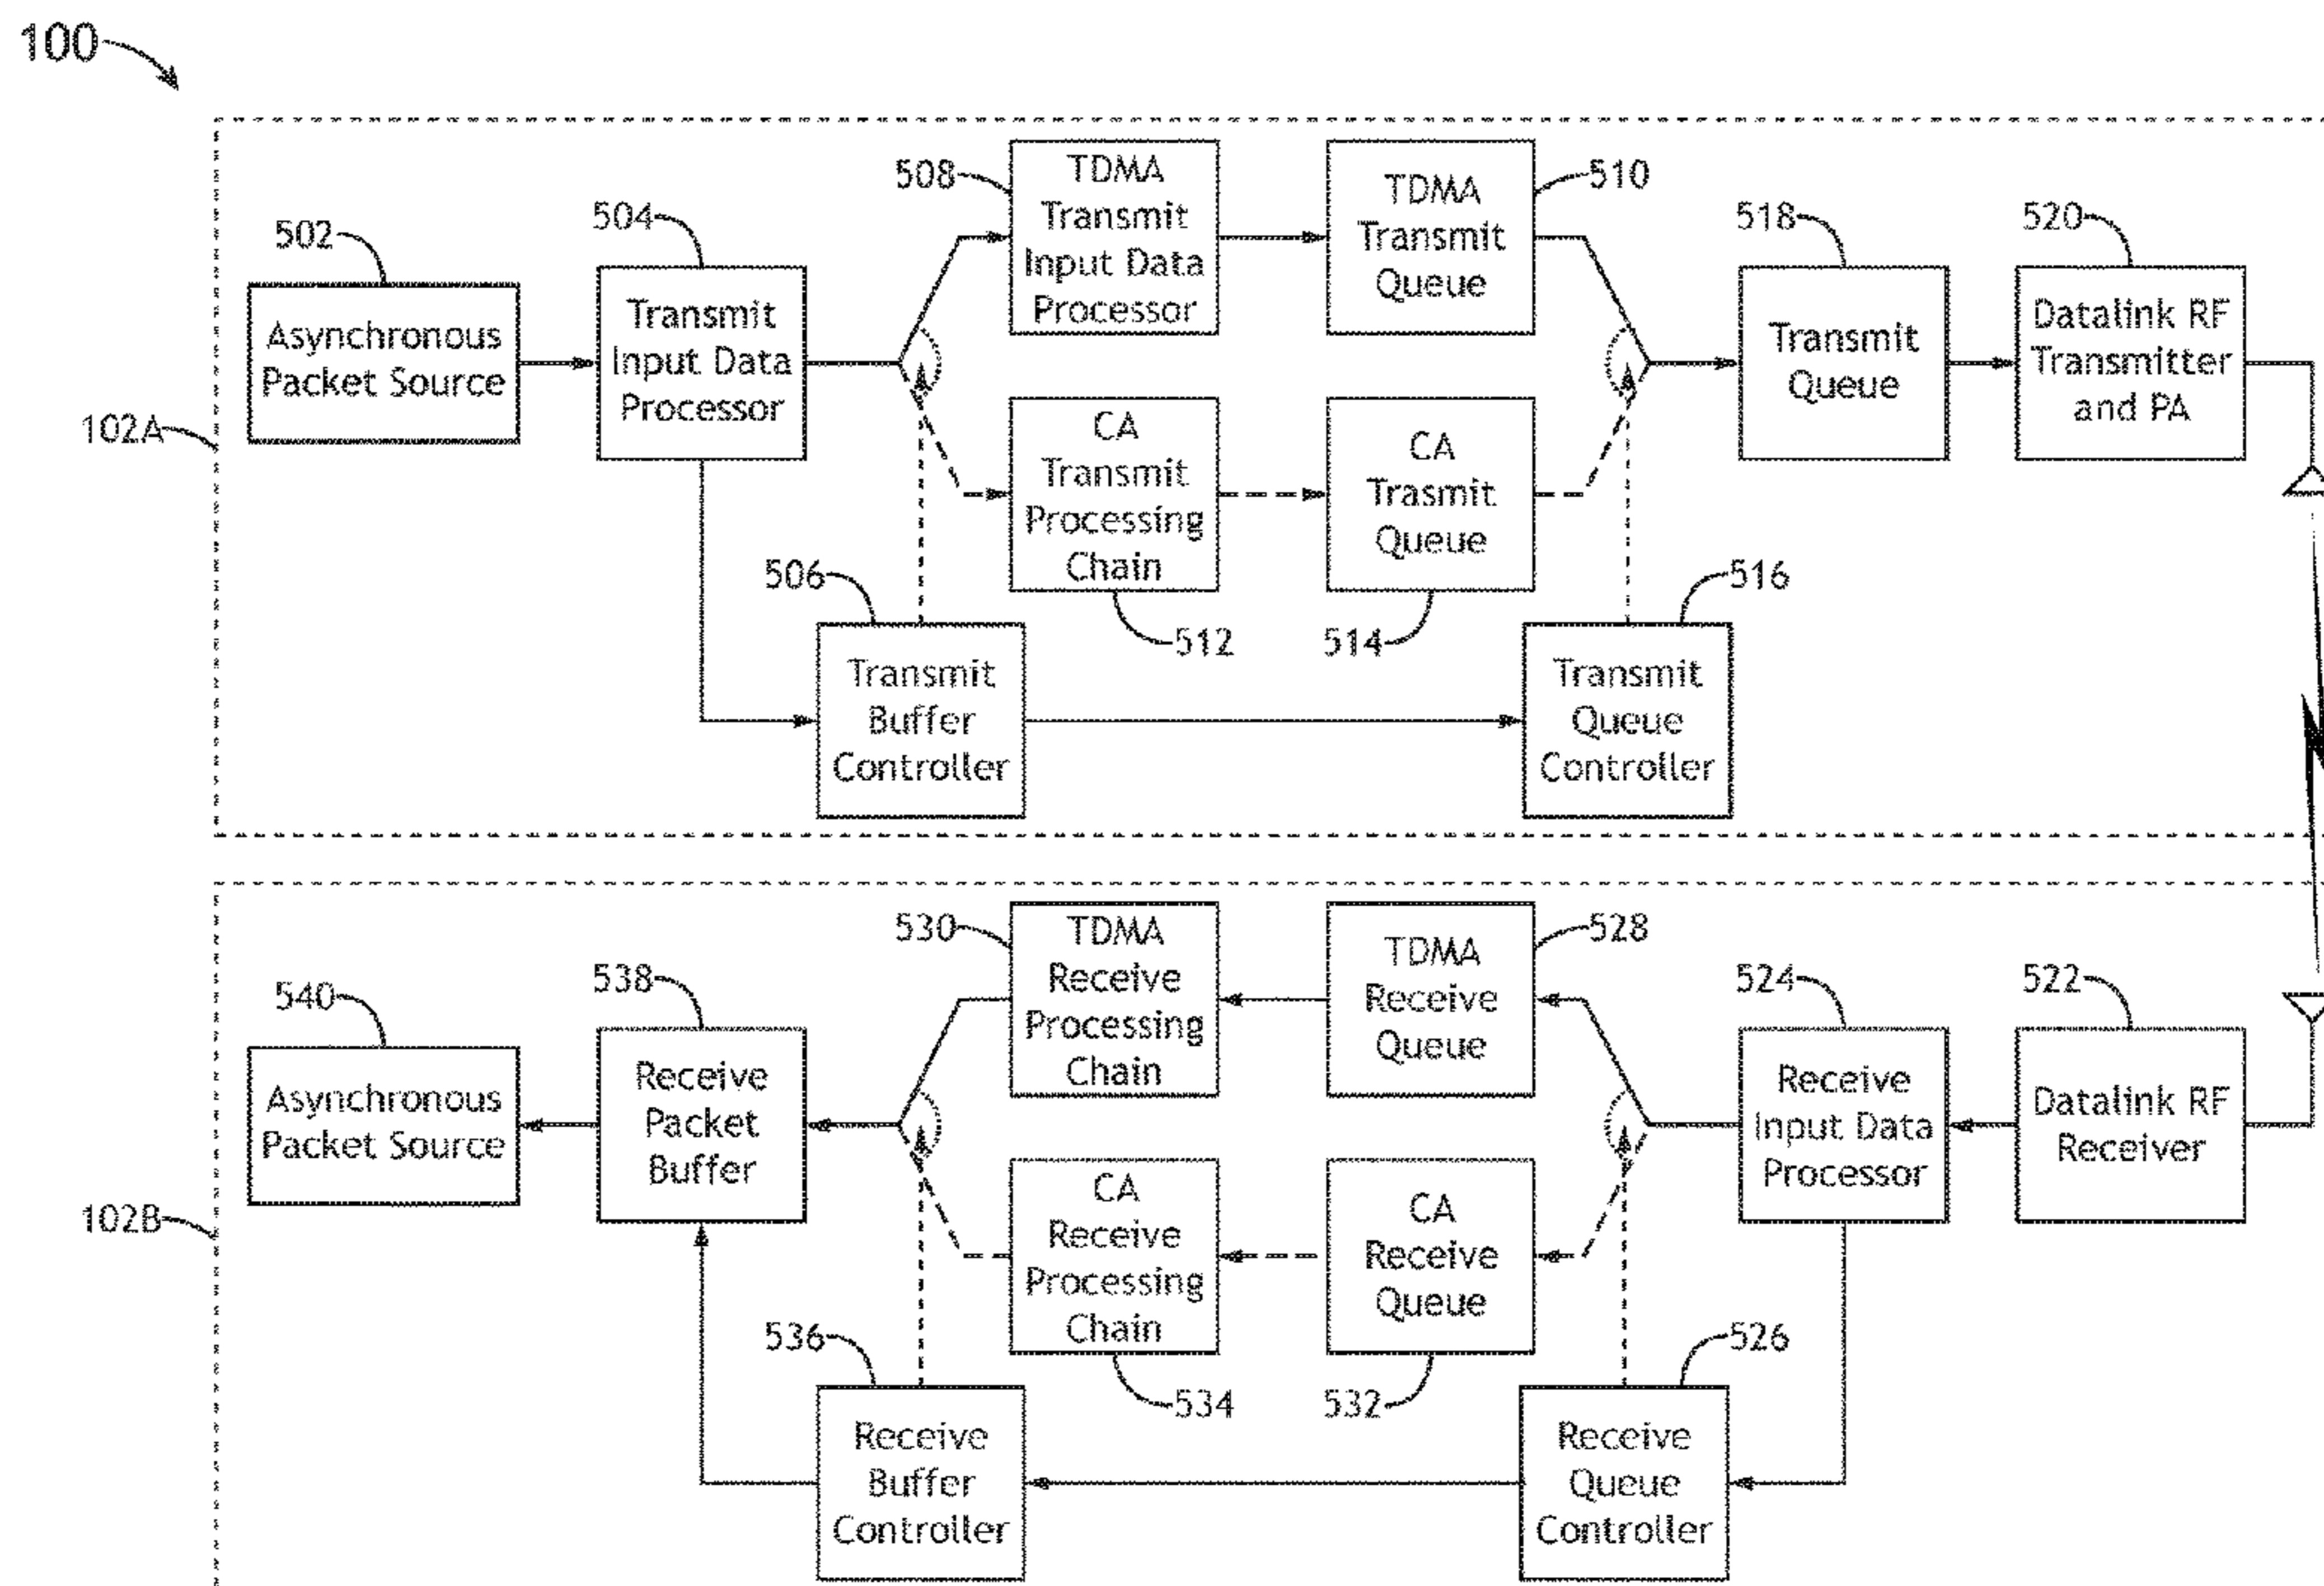 100
102A
502
Asynchronous
Packet Source
504
Transmit
Input Data
Processor
508
TDMA
Transmit
Input Data
Processor
510
TDMA
Transmit
Queue
518
Transmit
Queue
520
Datalink RF
Transmitter
and PA
CA
Transmit
Processing
Chain
512
CA
Trasmit
Queue
514
506
Transmit
Buffer
Controller
516
Transmit
Queue
Controller
102B
540
Asynchronous
Packet Source
538
Receive
Packet
Buffer
530
TDMA
Receive
Processing
Chain
528
TDMA
Receive
Queue
524
Receive
Input Data
Processor
522
Datalink RF
Receiver
CA
Receive
Processing
Chain
534
CA
Receive
Queue
532
536
Receive
Buffer
Controller
526
Receive
Queue
Controller